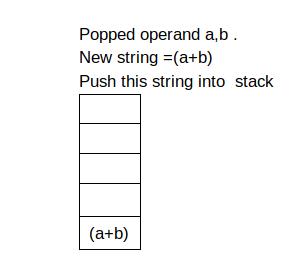 Popped operand a,b .
New string =(a+b)
Push this string into  stack
(a+b)